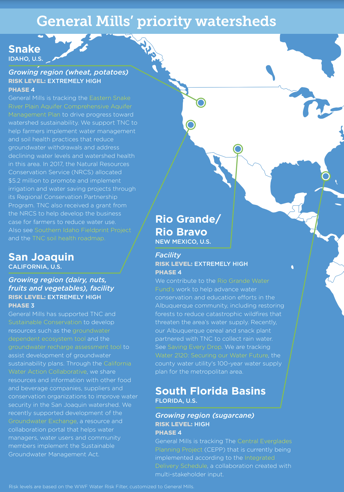 General Mills' priority watersheds
Snake
IDAHO, U.S.
Growing region (wheat, potatoes)
RISK LEVEL: EXTREMELY HIGH
PHASE 4
General Mills is tracking the Eastern Snake
River Plain Aquifer Comprehensive Aquifer
Management Plan to drive progress toward
watershed sustainability. We support TNC to
help farmers implement water management
and soil health practices that reduce
groundwater withdrawals and address
declining water levels and watershed health
in this area. In 2017, the Natural Resources
Conservation Service (NRCS) allocated
$5.2 million to promote and implement
irrigation and water saving projects through
its Regional Conservation Partnership
Program. TNC also received a grant from
the NRCS to help develop the business
case for farmers to reduce water use.
Also see Southern Idaho Fieldprint Project
and the TNC soil health roadmap.
San Joaquin
CALIFORNIA, U.S.
Growing region (dairy, nuts,
fruits and vegetables), facility
RISK LEVEL: EXTREMELY HIGH
PHASE 3
General Mills has supported TNC and
Sustainable Conservation to develop
resources such as the groundwater
dependent ecosystem tool and the
groundwater recharge assessment tool to
assist development of groundwater
sustainability plans. Through the California
Water Action Collaborative, we share
resources and information with other food
and beverage companies, suppliers and
conservation organizations to improve water
security in the San Joaquin watershed. We
recently supported development of the
Groundwater Exchange, a resource and
collaboration portal that helps water
managers, water users and community
members implement the Sustainable
Groundwater Management Act.
Rio Grande/
Rio Bravo
NEW MEXICO, U.S.
Facility
RISK LEVEL: EXTREMELY HIGH
PHASE 4
We contribute to the Rio Grande Water
Fund's work to help advance water
conservation and education efforts in the
Albuquerque community, including restoring
forests to reduce catastrophic wildfires that
threaten the area's water supply. Recently,
our Albuquerque cereal and snack plant
partnered with TNC to collect rain water.
See Saving Every Drop. We are tracking
Water 2120: Securing our Water Future, the
county water utility's 100-year water supply
plan for the metropolitan area.
South Florida Basins
FLORIDA, U.S.
Growing region (sugarcane)
RISK LEVEL: HIGH
PHASE 4
General Mills is tracking The Central Everglades
Planning Project (CEPP) that is currently being
implemented according to the Integrated
Delivery Schedule, a collaboration created with
multi-stakeholder input.
Risk levels are based on the WWF Water Risk Filter, customized to General Mills.